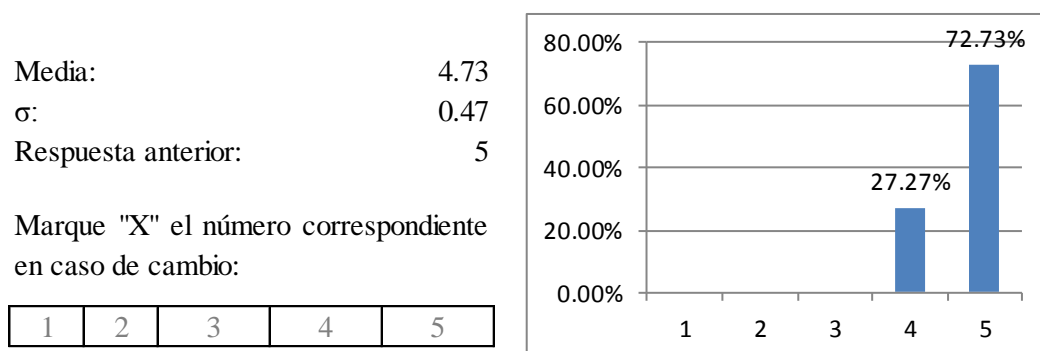 Media: 4.73
σ: 0.47
Respuesta anterior: 5
Marque "X" el número correspondiente
en caso de cambio:
1 2 3 4 5
80.00%
60.00%
40.00%
20.00%
0.00%
27.27%
72.73%
1 2 3 4 5